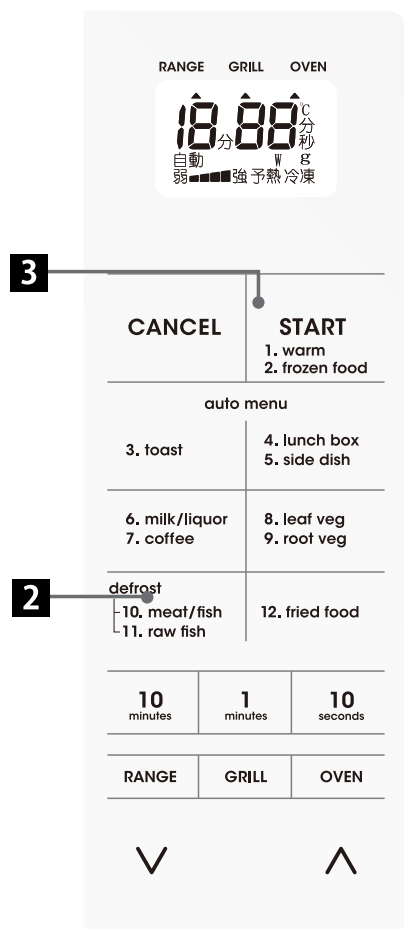 RANGE GRILL OVEN
18分88℃分秒
自動 W g
弱 強 予熱 冷凍
3
CANCEL
START
1. warm
2. frozen food
auto menu
3. toast
4. lunch box
5. side dish
6. milk/liquor
7. coffee
8. leaf veg
9. root veg
2
defrost
10. meat/fish
11. raw fish
12. fried food
10 minutes
1 minutes
10 seconds
RANGE GRILL OVEN